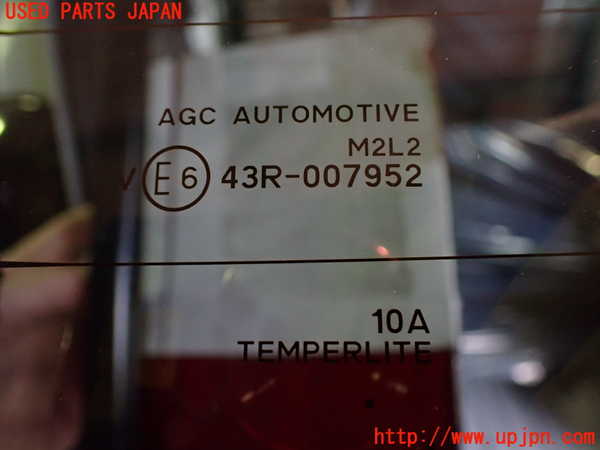 USED PARTS JAPAN
AGC AUTOMOTIVE
M2L2
V E6 43R-007952
10A
TEMPERLITE
http://www.upjpn.com/